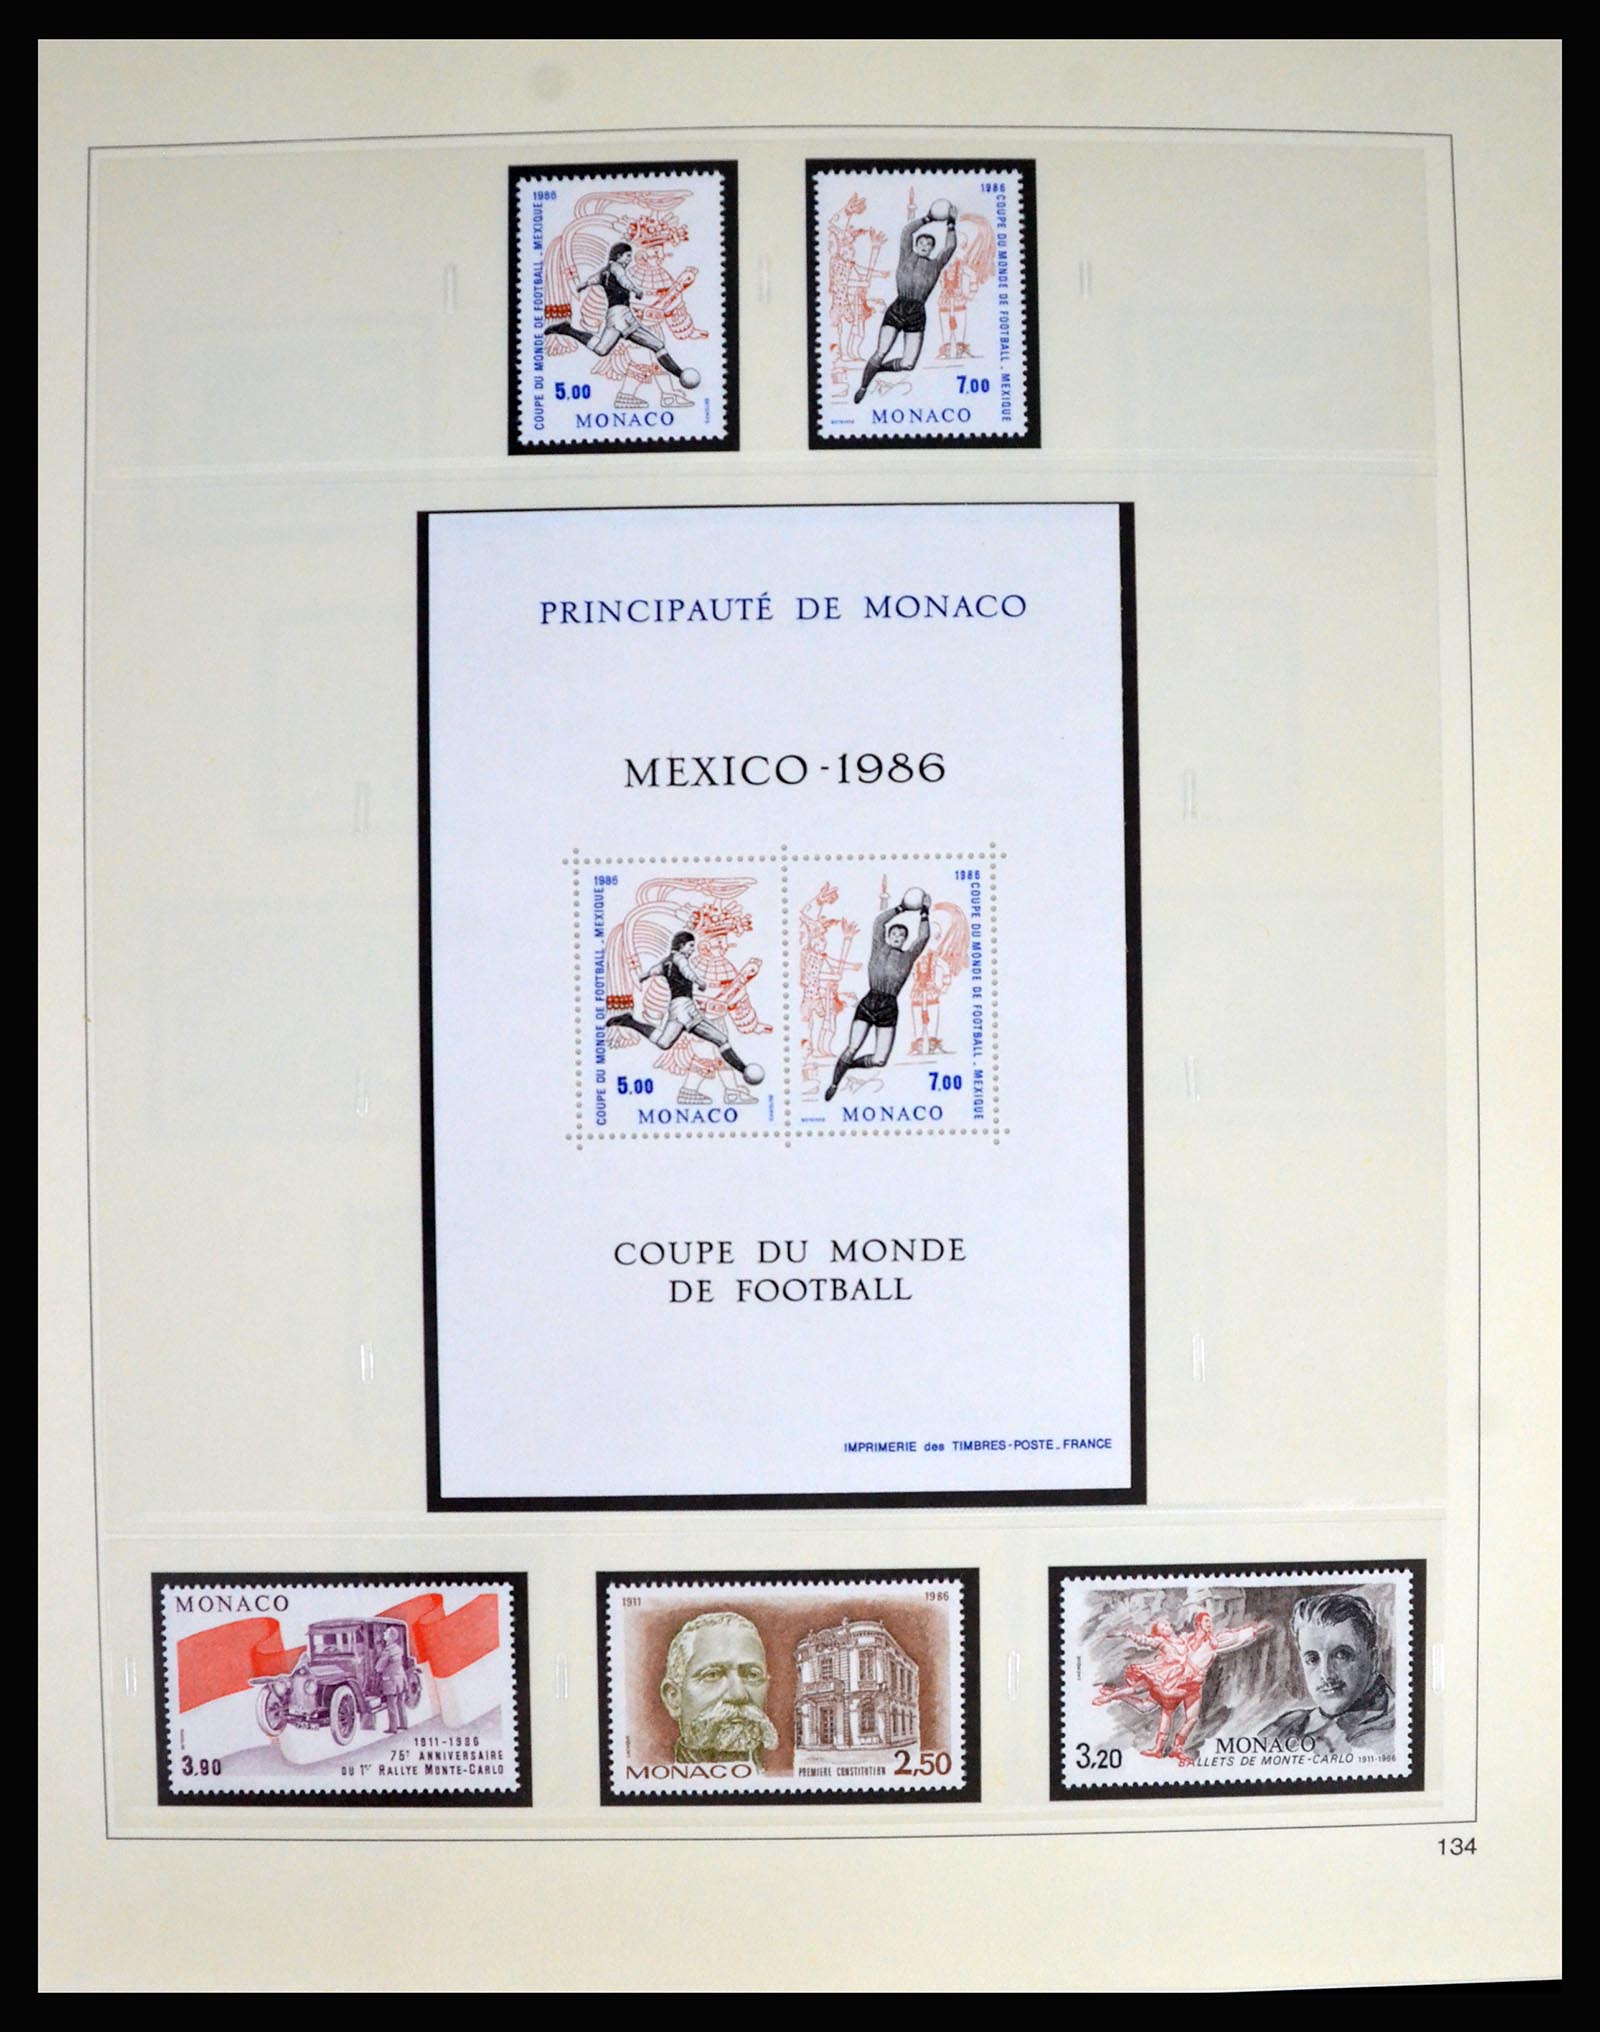 1986
COUPE DU MONDE DE FOOTBALL - MEXIQUE
5.00
MONACO
1986
COUPE DU MONDE DE FOOTBALL - MEXIQUE
7.00
MONACO
PRINCIPAUTÉ DE MONACO
MEXICO - 1986
1986
COUPE DU MONDE DE FOOTBALL - MEXIQUE
5.00
MONACO
1986
COUPE DU MONDE DE FOOTBALL - MEXIQUE
7.00
MONACO
COUPE DU MONDE
DE FOOTBALL
IMPRIMERIE des TIMBRES-POSTE - FRANCE
MONACO
1911-1986
75e ANNIVERSAIRE
3,90 DU 1er RALLYE MONTE-CARLO
1911 1986
MONACO PREMIERE CONSTITUTION 2,50
MONACO
3,20 BALLETS DE MONTE-CARLO 1911-1986
134